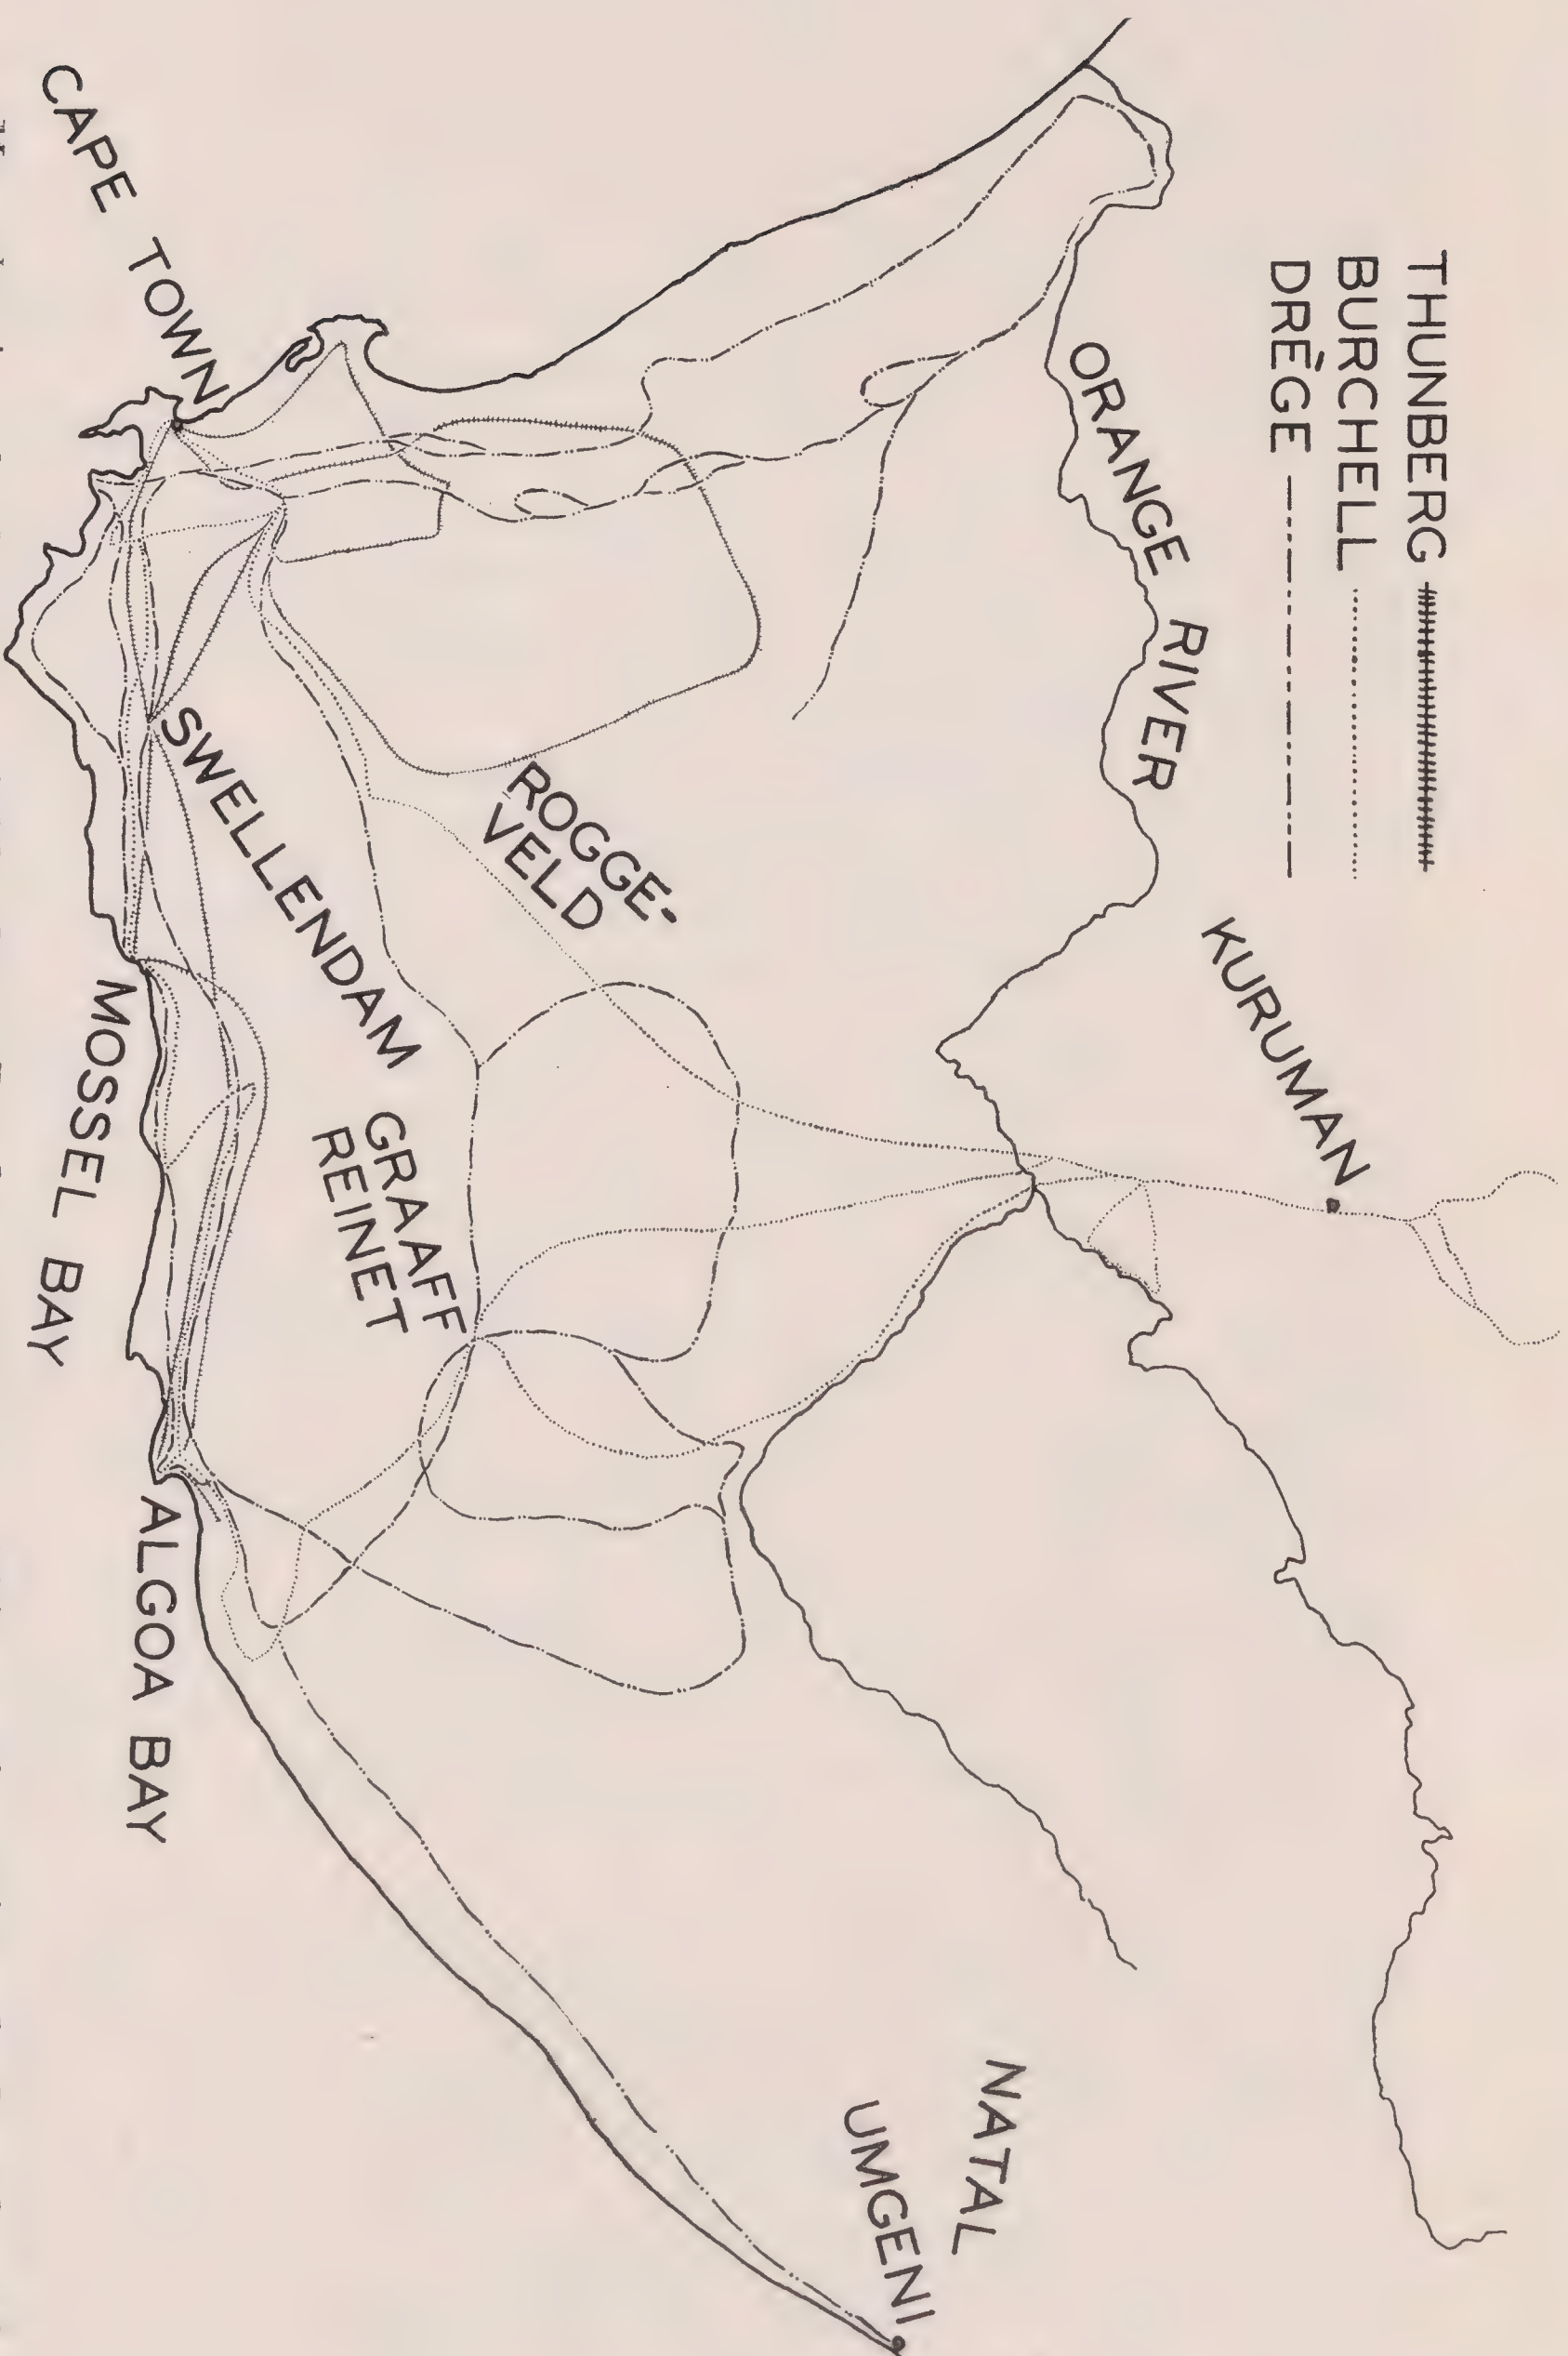 THUNBERG
BURCHELL
DRÈGE
ORANGE RIVER
KURUMAN
ROGGE-
VELD
GRAAFF
REINET
NATAL
UMGENI
CAPE TOWN
SWELLENDAM
MOSSEL BAY
ALGOA BAY